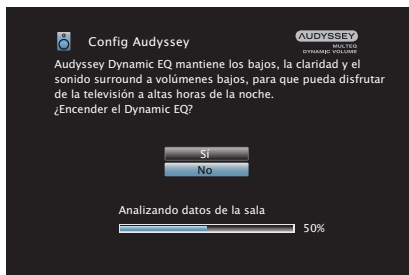 Config Audyssey
AUDYSSEY
MULTEQ
DYNAMIC VOLUME
Audyssey Dynamic EQ mantiene los bajos, la claridad y el
sonido surround a volúmenes bajos, para que pueda disfrutar
de la televisión a altas horas de la noche.
¿Encender el Dynamic EQ?
Sí
No
Analizando datos de la sala
50%